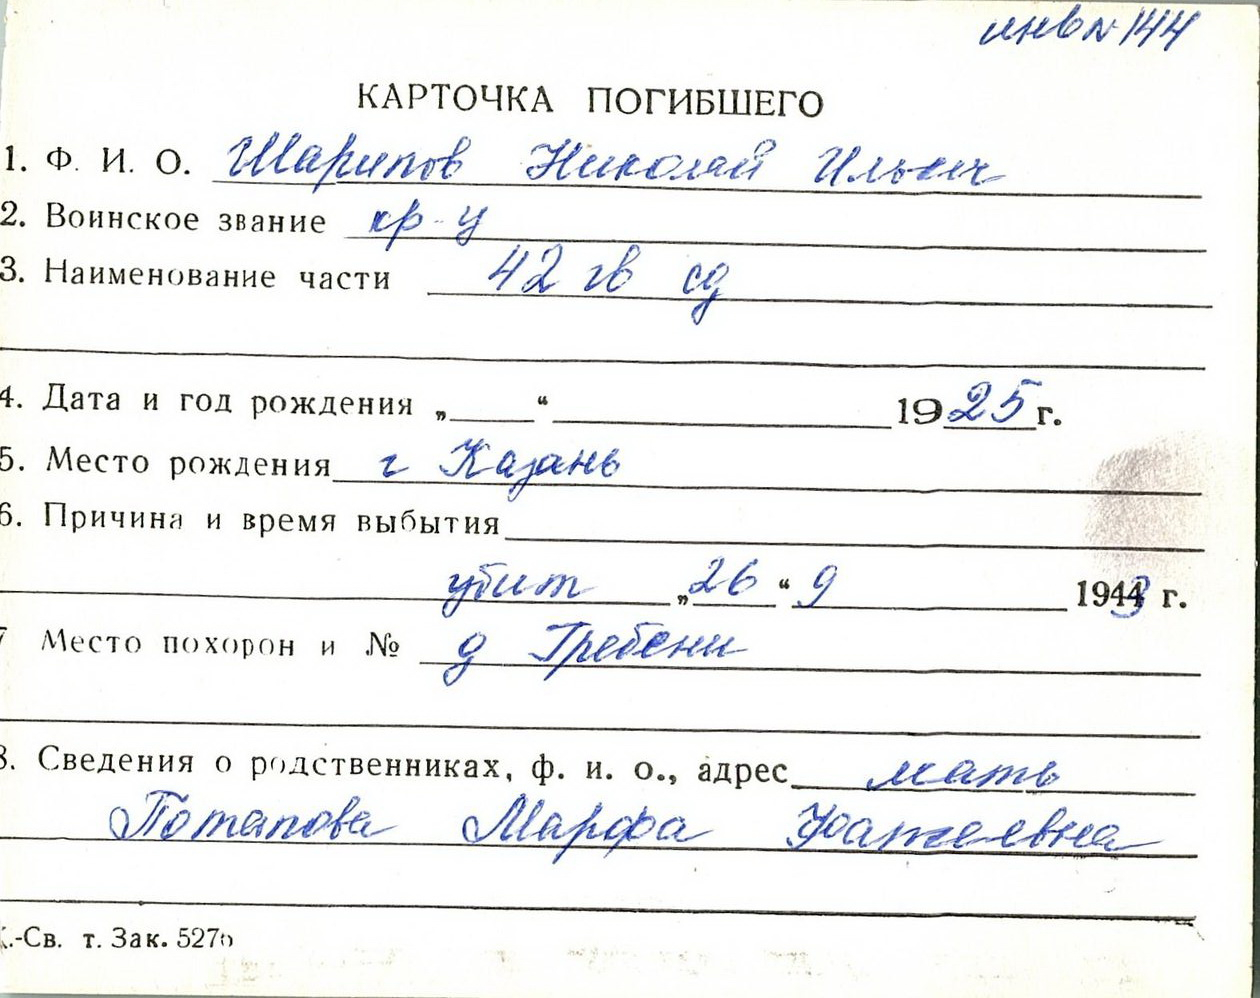 инв № 144
КАРТОЧКА ПОГИБШЕГО
1. Ф. И. О. Шарипов Николай Ильич
2. Воинское звание кр-ц
3. Наименование части 42 гв сд
4. Дата и год рождения „ “ 1925 г.
5. Место рождения г Казань
6. Причина и время выбытия
убит „26“ 9 1943 г.
7 Место похорон и № д Гребени
8. Сведения о родственниках, ф. и. о., адрес мать
Потапова Марфа
.-Св. т. Зак. 527